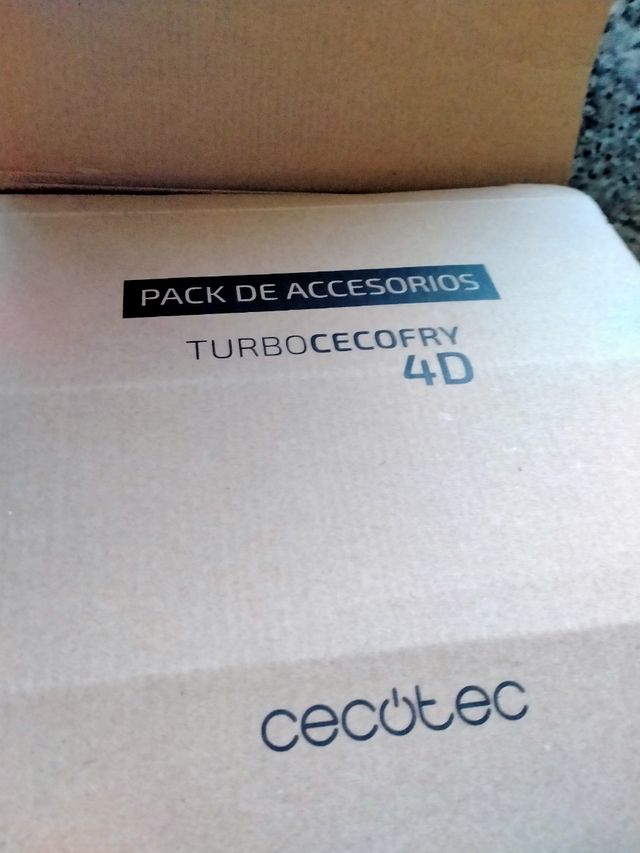 PACK DE ACCESORIOS
TURBOCECOFRY
4D
cecotec